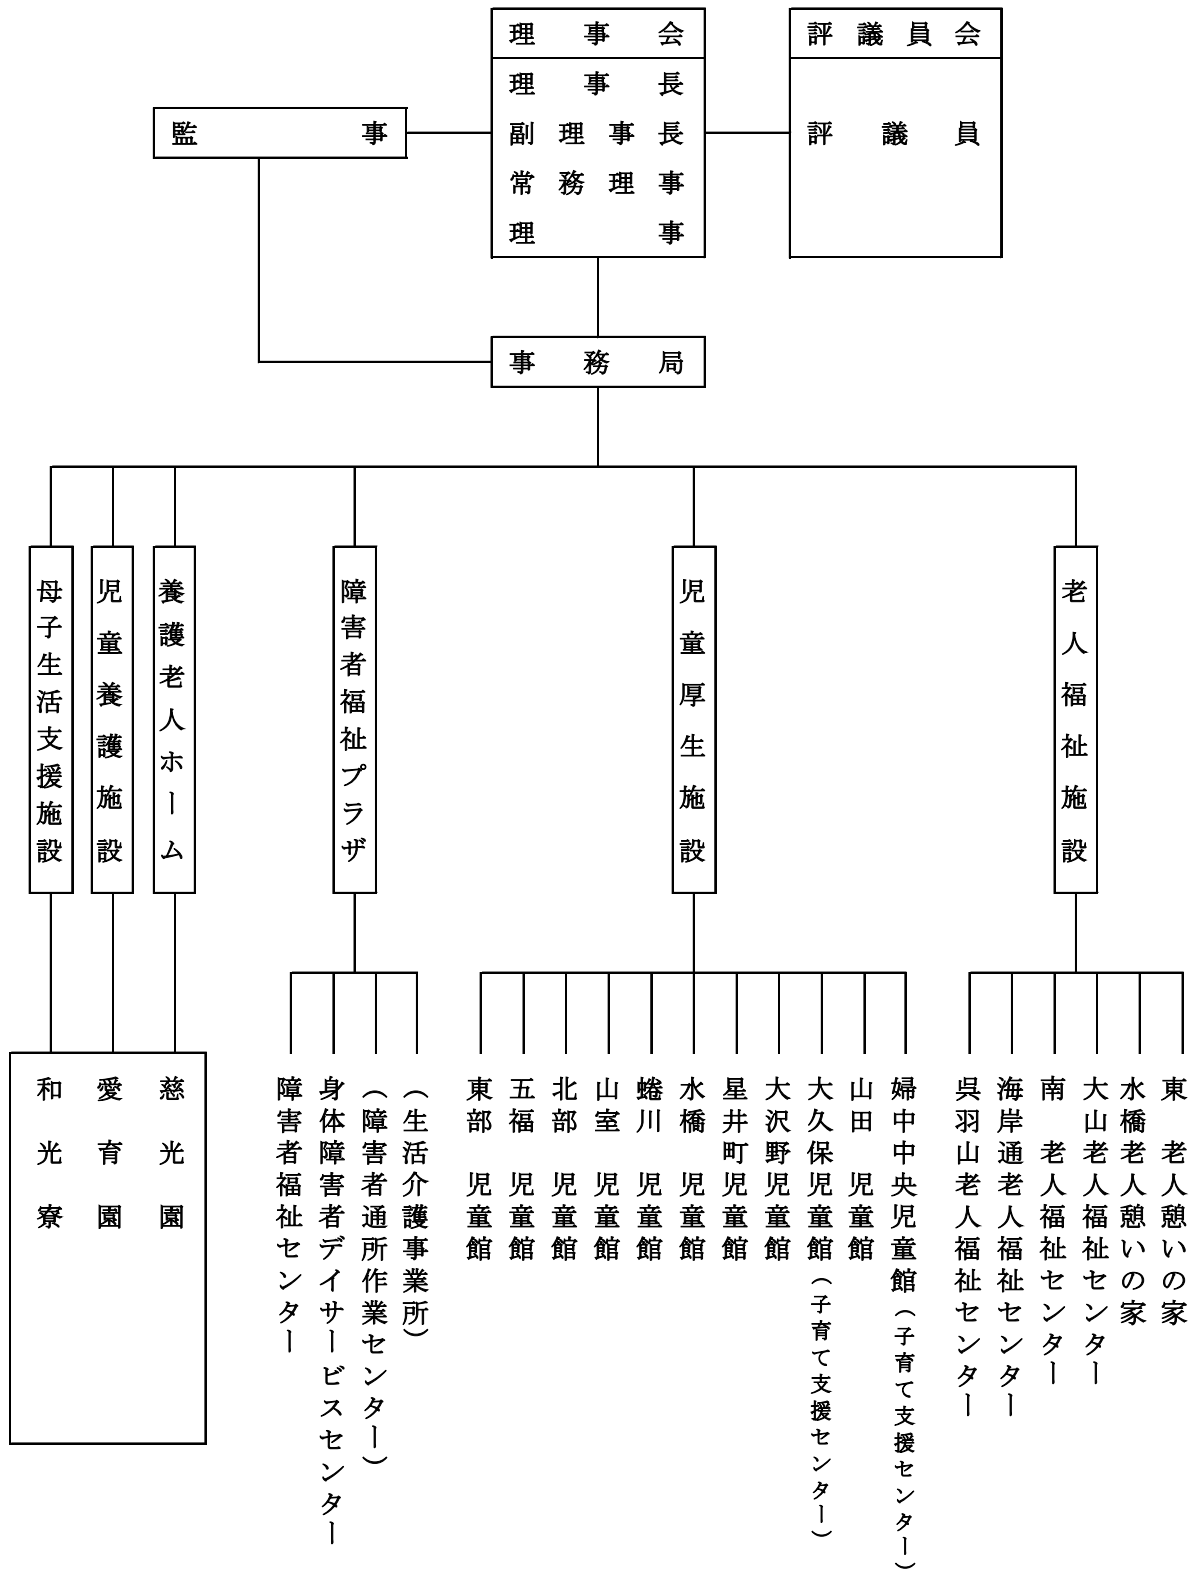 理事会
理事長
副理事長
常務理事
理事
評議員会
評議員
監事
事務局
母子生活支援施設
児童養護施設
養護老人ホーム
障害者福祉プラザ
児童厚生施設
老人福祉施設
和光寮
愛育園
慈光園
障害者福祉センター
身体障害者デイサービスセンター
（障害者通所作業センター）
（生活介護事業所）
東部　児童館
五福　児童館
北部　児童館
山室　児童館
蜷川　児童館
水橋　児童館
星井町児童館
大沢野児童館
大久保児童館（子育て支援センター）
山田　児童館
婦中中央児童館（子育て支援センター）
呉羽山老人福祉センター
海岸通老人福祉センター
南　老人福祉センター
大山老人福祉センター
水橋老人憩いの家
東　老人憩いの家